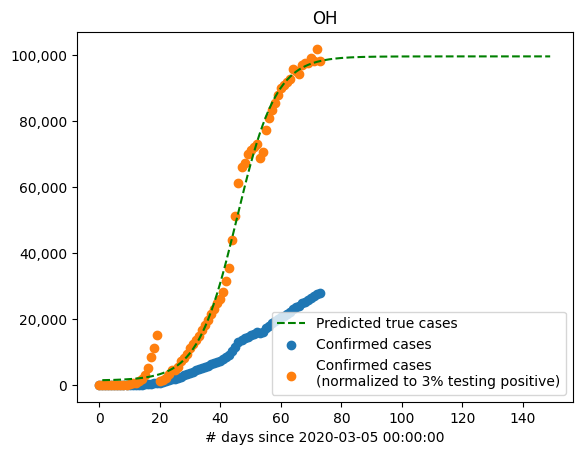 OH
100,000
80,000
60,000
40,000
20,000
0
0 20 40 60 80 100 120 140
# days since 2020-03-05 00:00:00
Predicted true cases
Confirmed cases
Confirmed cases
(normalized to 3% testing positive)